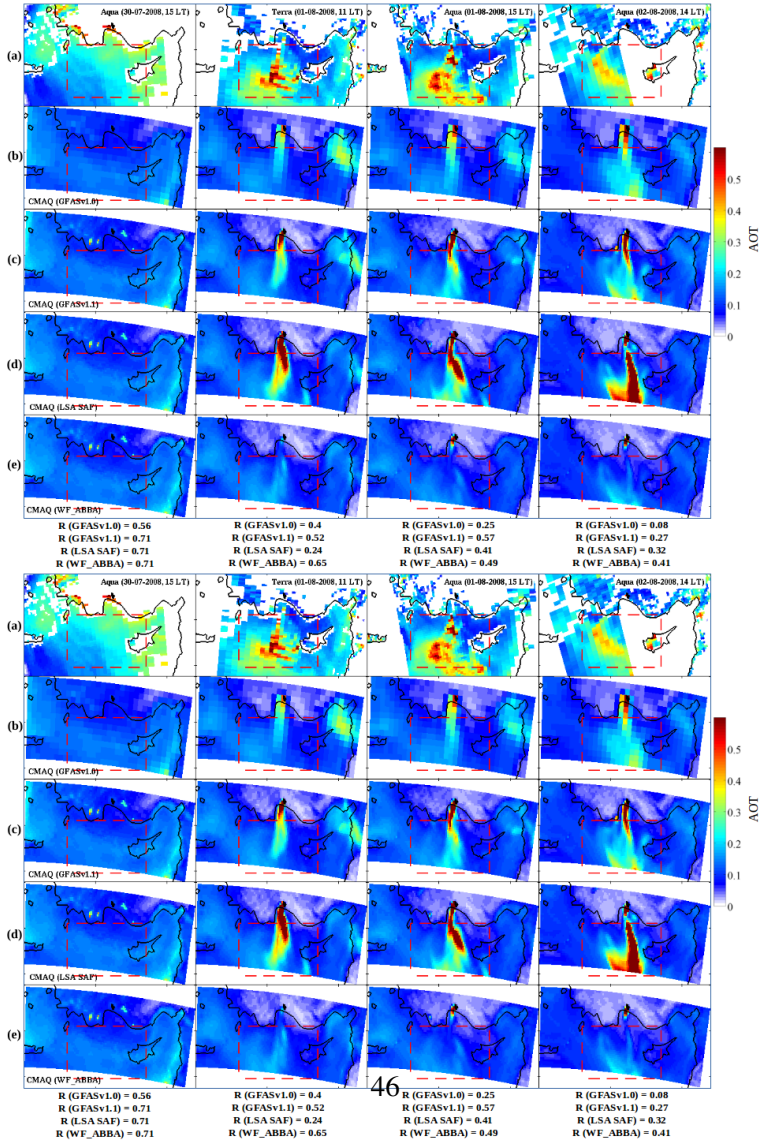 Aqua (30-07-2008, 15 LT) Terra (01-08-2008, 11 LT) Aqua (01-08-2008, 15 LT) Aqua (02-08-2008, 14 LT)
(a)
(b)
CMAQ (GFASv1.0)
(c)
CMAQ (GFASv1.1)
(d)
CMAQ (LSA SAF)
(e)
CMAQ (WF_ABBA)
0.5
0.4
0.3
0.2
0.1
0
AOT
R (GFASv1.0) = 0.56 R (GFASv1.0) = 0.4 R (GFASv1.0) = 0.25 R (GFASv1.0) = 0.08
R (GFASv1.1) = 0.71 R (GFASv1.1) = 0.52 R (GFASv1.1) = 0.57 R (GFASv1.1) = 0.27
R (LSA SAF) = 0.71 R (LSA SAF) = 0.24 R (LSA SAF) = 0.41 R (LSA SAF) = 0.32
R (WF_ABBA) = 0.71 R (WF_ABBA) = 0.65 R (WF_ABBA) = 0.49 R (WF_ABBA) = 0.41
Aqua (30-07-2008, 15 LT) Terra (01-08-2008, 11 LT) Aqua (01-08-2008, 15 LT) Aqua (02-08-2008, 14 LT)
(a)
(b)
CMAQ (GFASv1.0)
(c)
CMAQ (GFASv1.1)
(d)
CMAQ (LSA SAF)
(e)
CMAQ (WF_ABBA)
0.5
0.4
0.3
0.2
0.1
0
AOT
46
R (GFASv1.0) = 0.56 R (GFASv1.0) = 0.4 R (GFASv1.0) = 0.25 R (GFASv1.0) = 0.08
R (GFASv1.1) = 0.71 R (GFASv1.1) = 0.52 R (GFASv1.1) = 0.57 R (GFASv1.1) = 0.27
R (LSA SAF) = 0.71 R (LSA SAF) = 0.24 R (LSA SAF) = 0.41 R (LSA SAF) = 0.32
R (WF_ABBA) = 0.71 R (WF_ABBA) = 0.65 R (WF_ABBA) = 0.49 R (WF_ABBA) = 0.41